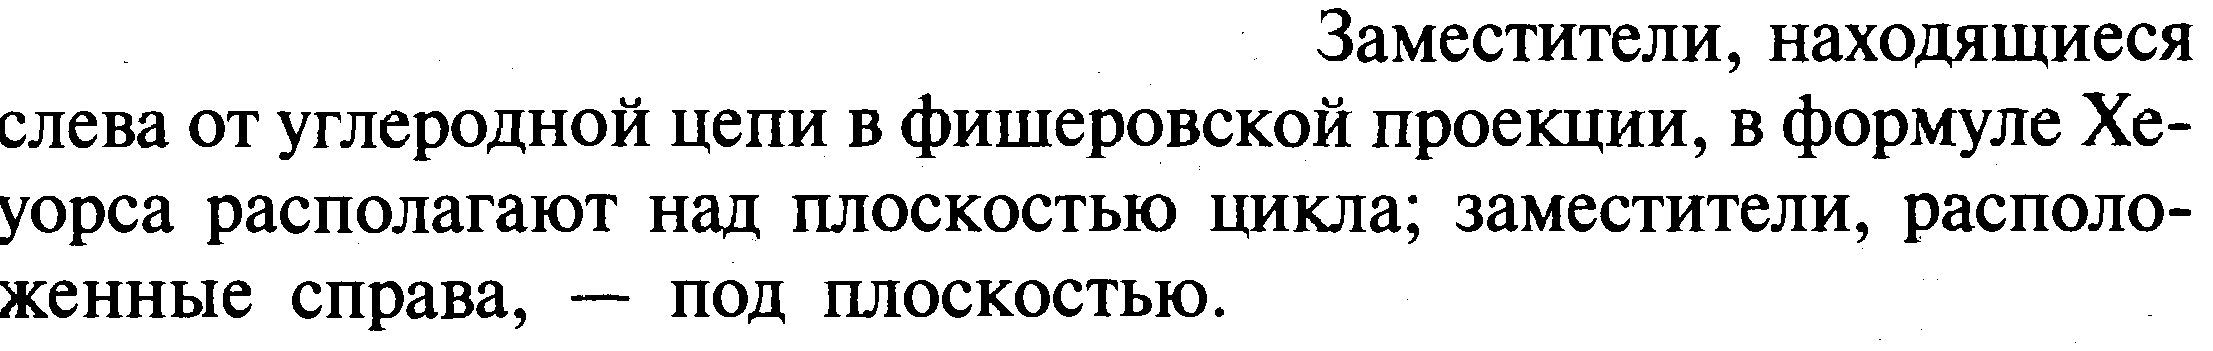 Заместители, находящиеся
слева от углеродной цепи в фишеровской проекции, в формуле Хе-
уорса располагают над плоскостью цикла; заместители, располо-
женные справа, — под плоскостью.